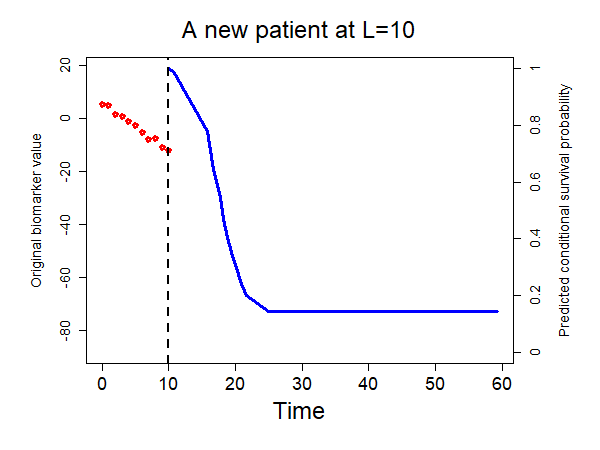 A new patient at L=10
Original biomarker value
20
0
-20
-40
-60
-80
1
0.8
0.6
0.4
0.2
0
Predicted conditional survival probability
0 10 20 30 40 50 60
Time